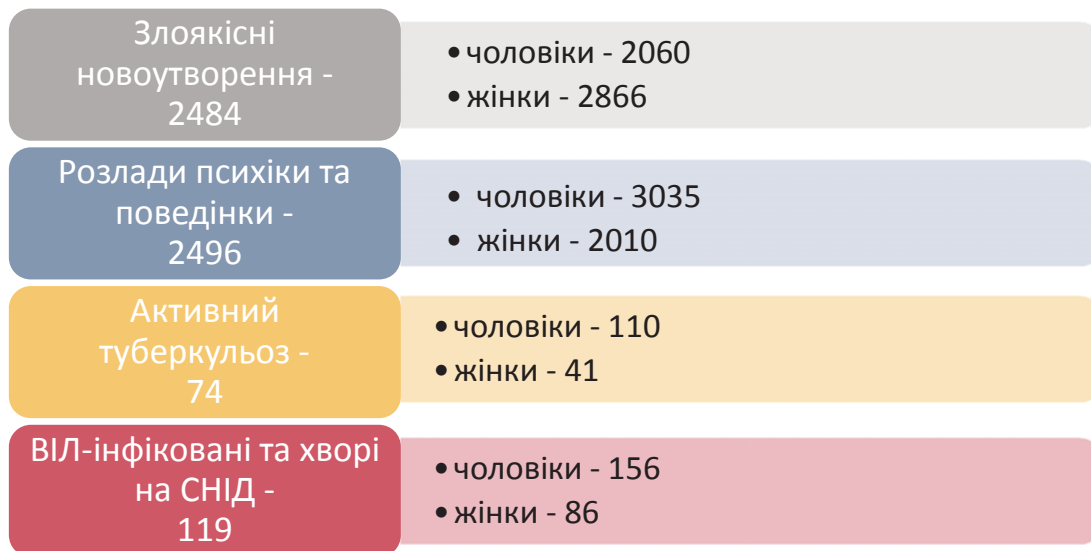 Злоякісні
новоутворення -
2484
•чоловіки - 2060
•жінки - 2866
Розлади психіки та
поведінки -
2496
• чоловіки - 3035
• жінки - 2010
Активний
туберкульоз -
74
•чоловіки - 110
•жінки - 41
ВІЛ-інфіковані та хворі
на СНІД -
119
•чоловіки - 156
•жінки - 86